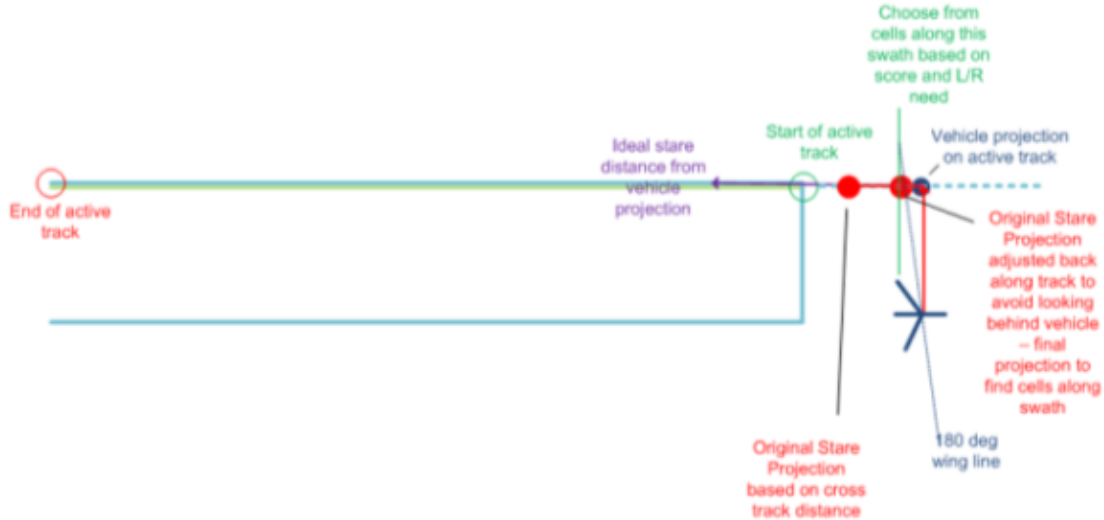 Choose from
cells along this
swath based on
score and L/R
need
Ideal stare
distance from
vehicle
projection
Start of active
track
Vehicle projection
on active track
End of active
track
Original Stare
Projection
adjusted back
along track to
avoid looking
behind vehicle
– final
projection to
find cells along
swath
Original Stare
Projection
based on cross
track distance
180 deg
wing line